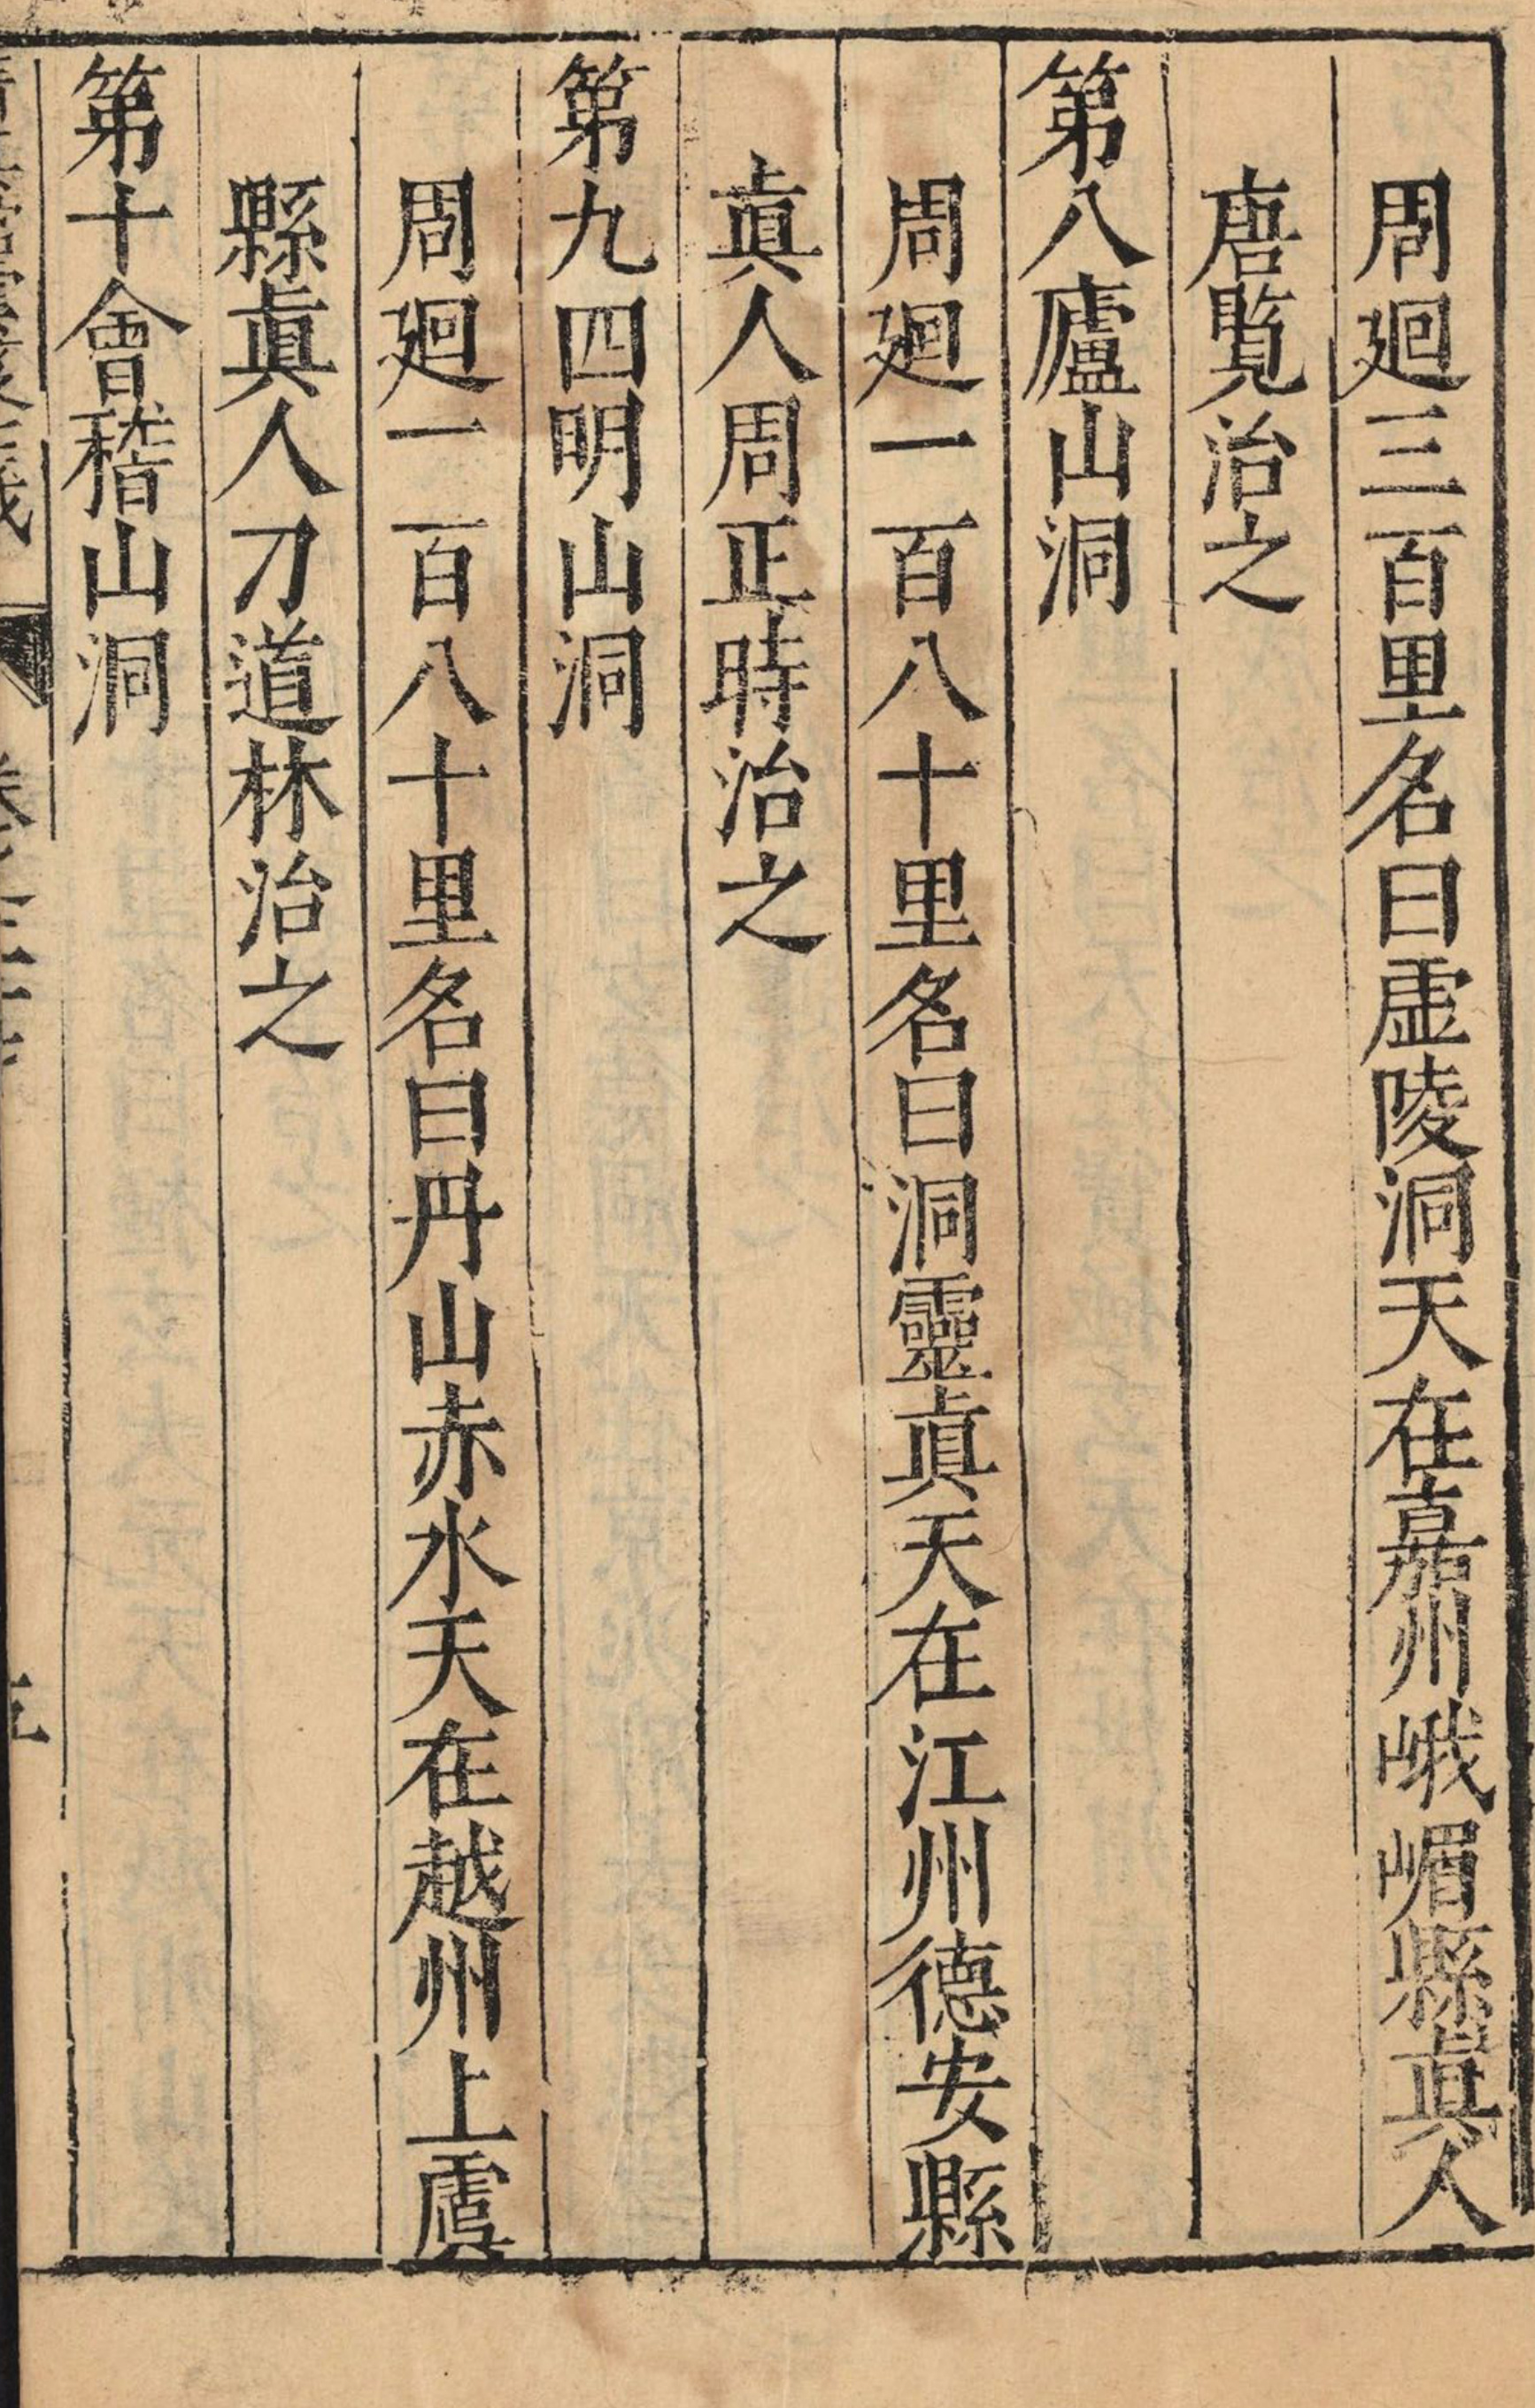 周廻三百里名曰虛陵洞天在嘉州峨嵋縣眞人
唐覽治之
第八廬山洞
周廻一百八十里名曰洞靈眞天在江州德安縣
眞人周正時治之
第九四明山洞
周廻一百八十里名曰丹山赤水天在越州上虞
縣眞人刀道林治之
第十會稽山洞